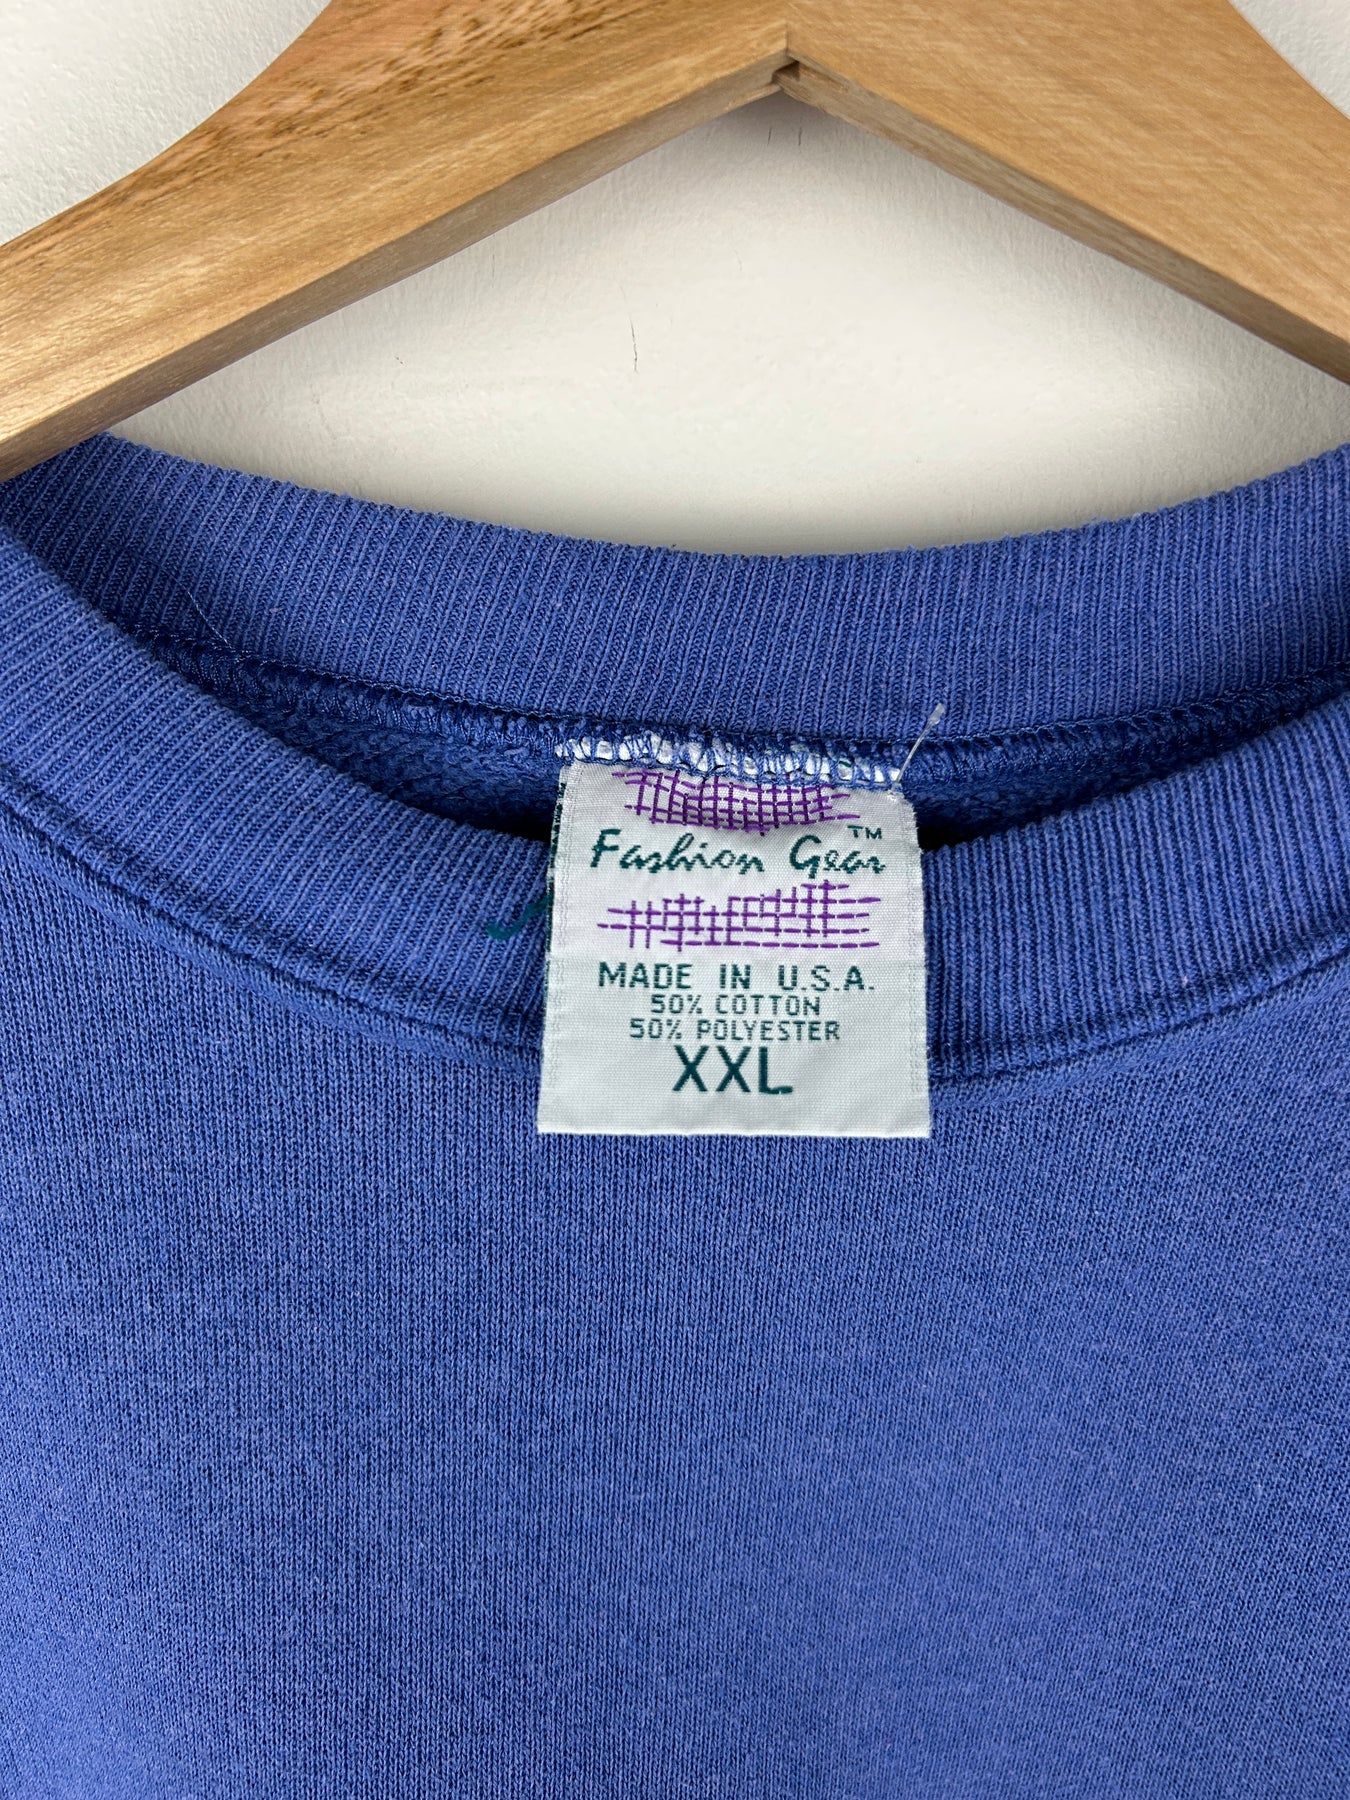 Fashion Gear™
MADE IN U.S.A.
50% COTTON
50% POLYESTER
XXL